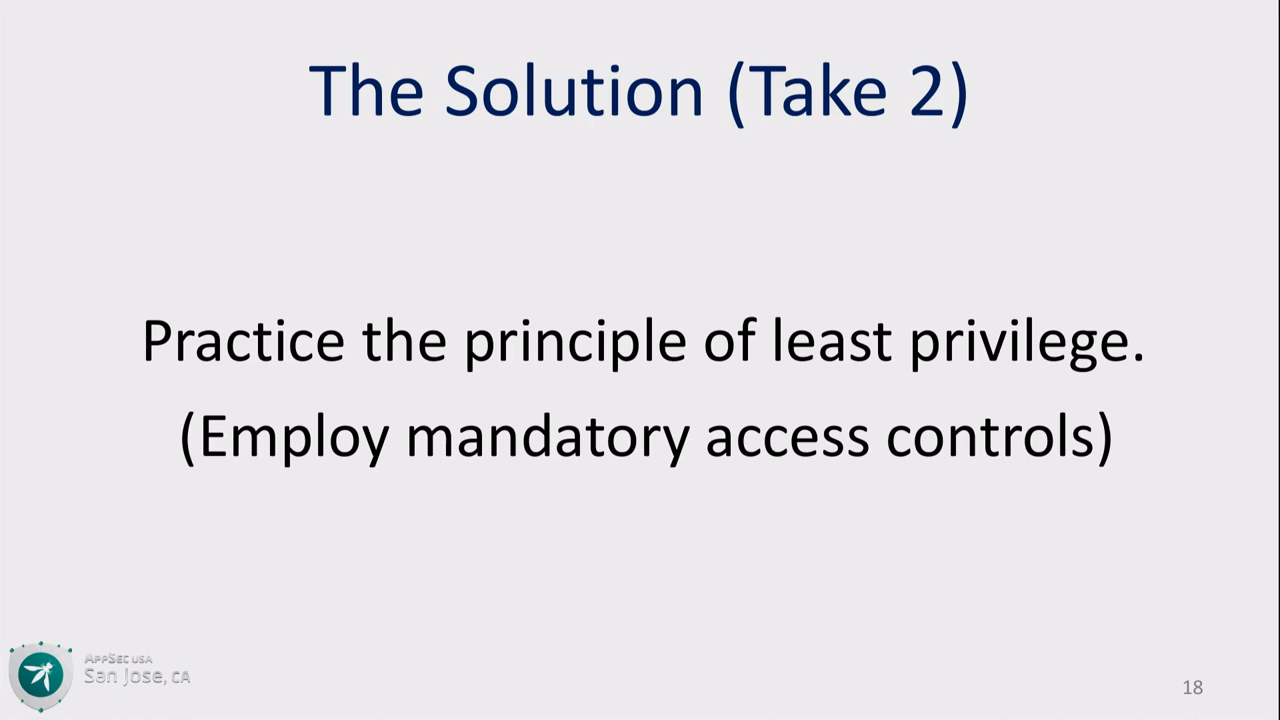 The Solution (Take 2)
Practice the principle of least privilege.
(Employ mandatory access controls)
AppSec USA
San Jose, CA
18